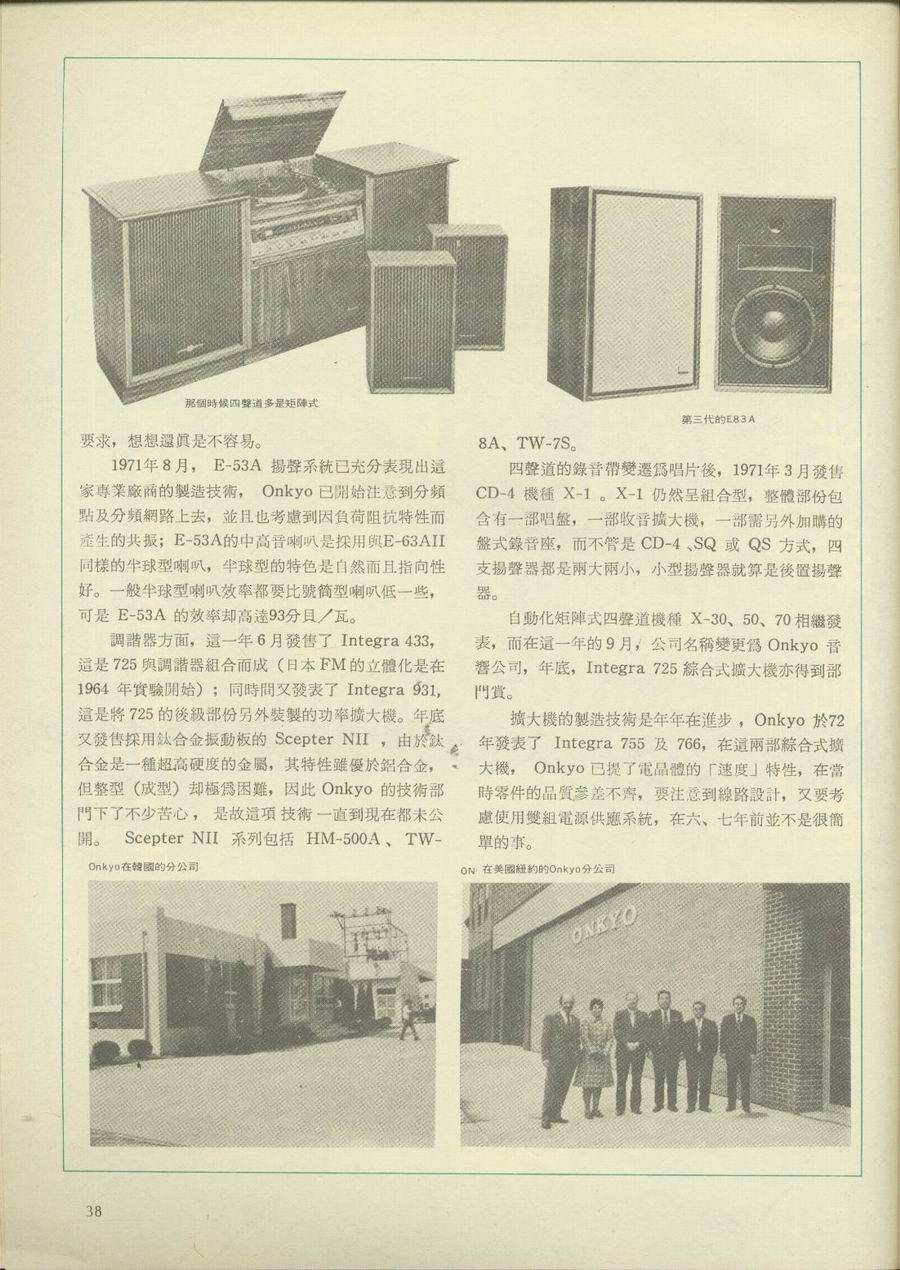 那個時候四聲道多是矩陣式
第三代的E83A
要求，想想還眞是不容易。
1971年8月， E-53A 揚聲系統已充分表現出這
家專業廠商的製造技術， Onkyo 已開始注意到分頻
點及分頻網路上去，並且也考慮到因負荷阻抗特性而
產生的共振；E-53A的中高音喇叭是採用與E-63AII
同樣的半球型喇叭，半球型的特色是自然而且指向性
好。一般半球型喇叭效率都要比號筒型喇叭低一些，
可是 E-53A 的效率却高達93分貝／瓦。
調諧器方面，這一年6月發售了 Integra 433,
這是725與調諧器組合而成（日本FM的立體化是在
1964 年實驗開始）；同時間又發表了 Integra 931,
這是將725的後級部份另外裝製的功率擴大機。年底
又發售採用鈦合金振動板的 Scepter NII ，由於鈦
合金是一種超高硬度的金屬，其特性雖優於鋁合金，
但整型（成型）却極爲困難，因此 Onkyo 的技術部
門下了不少苦心， 是故這項技術一直到現在都未公
開。 Scepter NII 系列包括 HM-500A、 TW-
8A、TW-7S。
四聲道的錄音帶變遷爲唱片後，1971年3月發售
CD-4 機種 X-1 。X-1 仍然呈組合型，整體部份包
含有一部唱盤，一部收音擴大機，一部需另外加購的
盤式錄音座，而不管是 CD-4、SQ 或 QS 方式，四
支揚聲器都是兩大兩小，小型揚聲器就算是後置揚聲
器。
自動化矩陣式四聲道機種 X-30、50、70相繼發
表，而在這一年的9月，公司名稱變更爲 Onkyo 音
響公司，年底，Integra 725 綜合式擴大機亦得到部
門賞。
擴大機的製造技術是年年在進步，Onkyo 於72
年發表了 Integra 755 及 766，在這兩部綜合式擴
大機， Onkyo 已提了電晶體的「速度」特性，在當
時零件的品質參差不齊，要注意到線路設計，又要考
慮使用雙組電源供應系統，在六、七年前並不是很簡
單的事。
Onkyo在韓國的分公司
ON 在美國紐約的Onkyo分公司
ONKYO
38